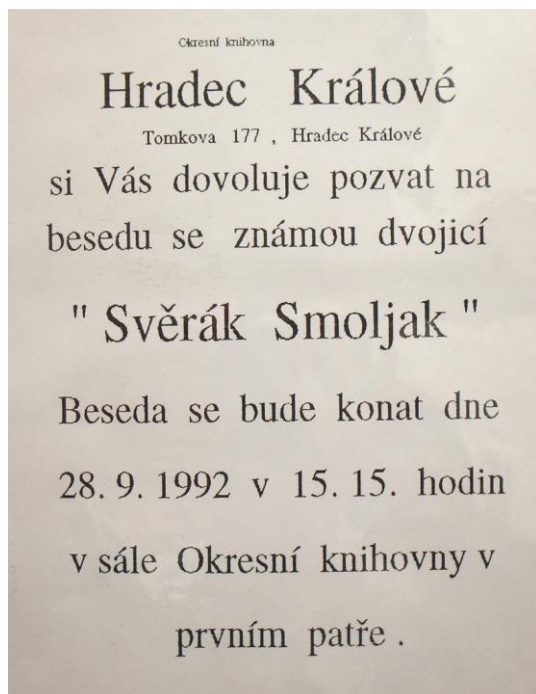 Okresní knihovna
Hradec Králové
Tomkova 177 , Hradec Králové
si Vás dovoluje pozvat na
besedu se známou dvojicí
" Svěrák Smoljak "
Beseda se bude konat dne
28. 9. 1992 v 15. 15. hodin
v sále Okresní knihovny v
prvním patře .